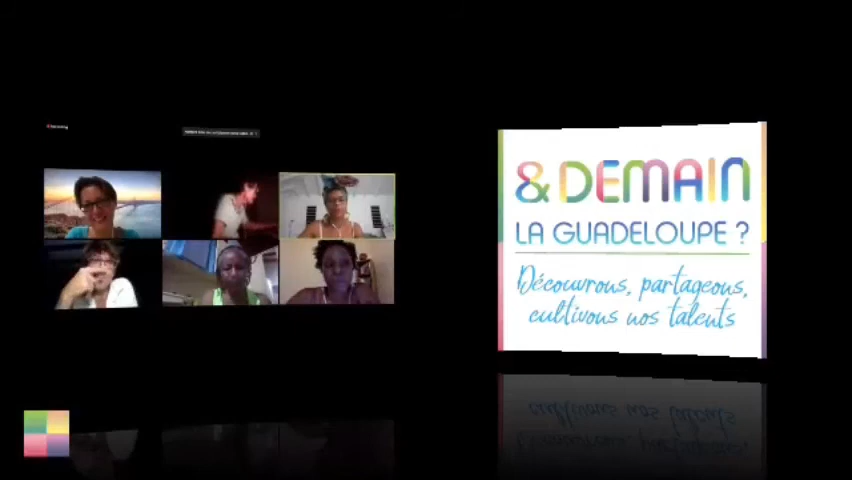 & DEMAIN
LA GUADELOUPE ?
Découvrons, partageons,
cultivons nos talents